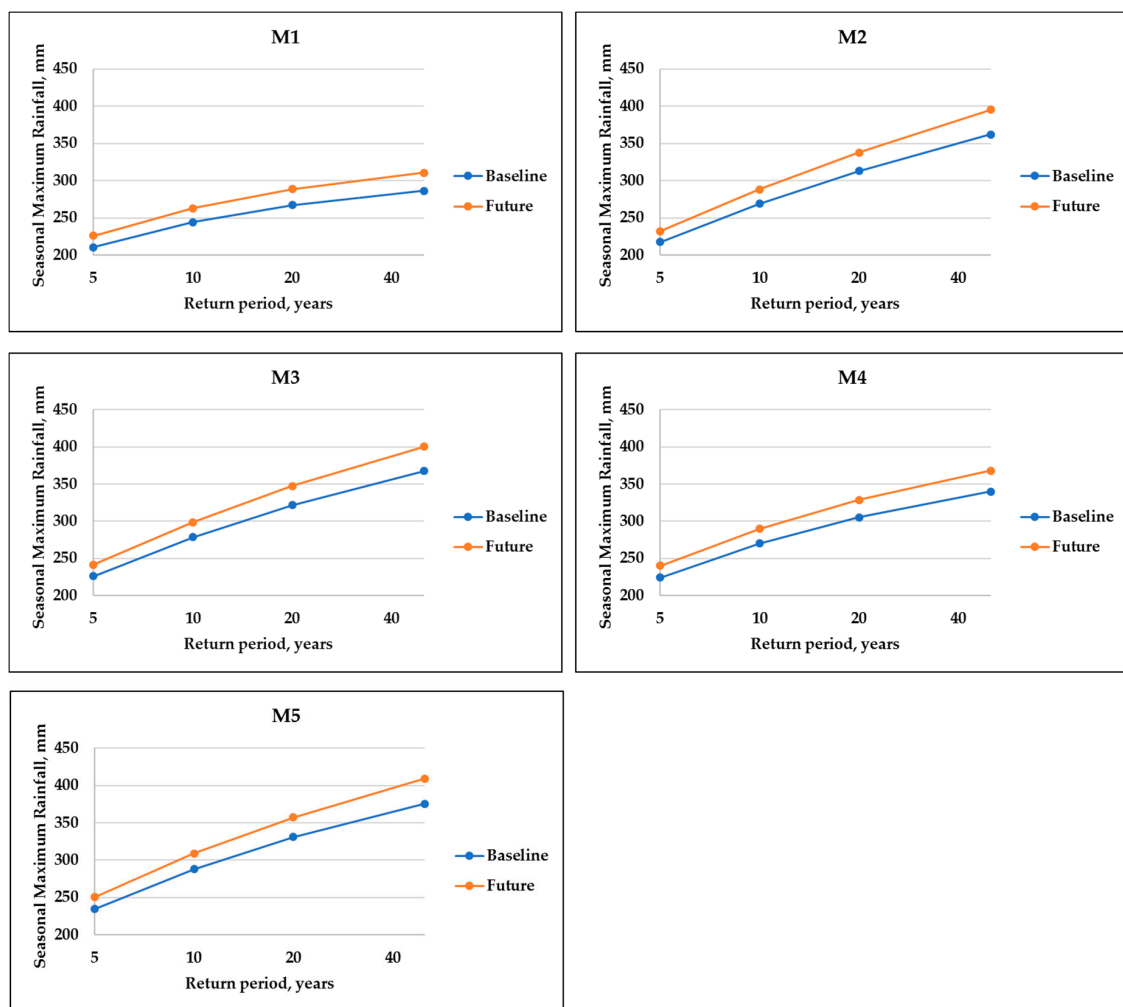 M1
Seasonal Maximum Rainfall, mm
450
400
350
300
250
200
5 10 20 40
Return period, years
Baseline
Future
M2
Seasonal Maximum Rainfall, mm
450
400
350
300
250
200
5 10 20 40
Return period, years
Baseline
Future
M3
Seasonal Maximum Rainfall, mm
450
400
350
300
250
200
5 10 20 40
Return period, years
Baseline
Future
M4
Seasonal Maximum Rainfall, mm
450
400
350
300
250
200
5 10 20 40
Return period, years
Baseline
Future
M5
Seasonal Maximum Rainfall, mm
450
400
350
300
250
200
5 10 20 40
Return period, years
Baseline
Future